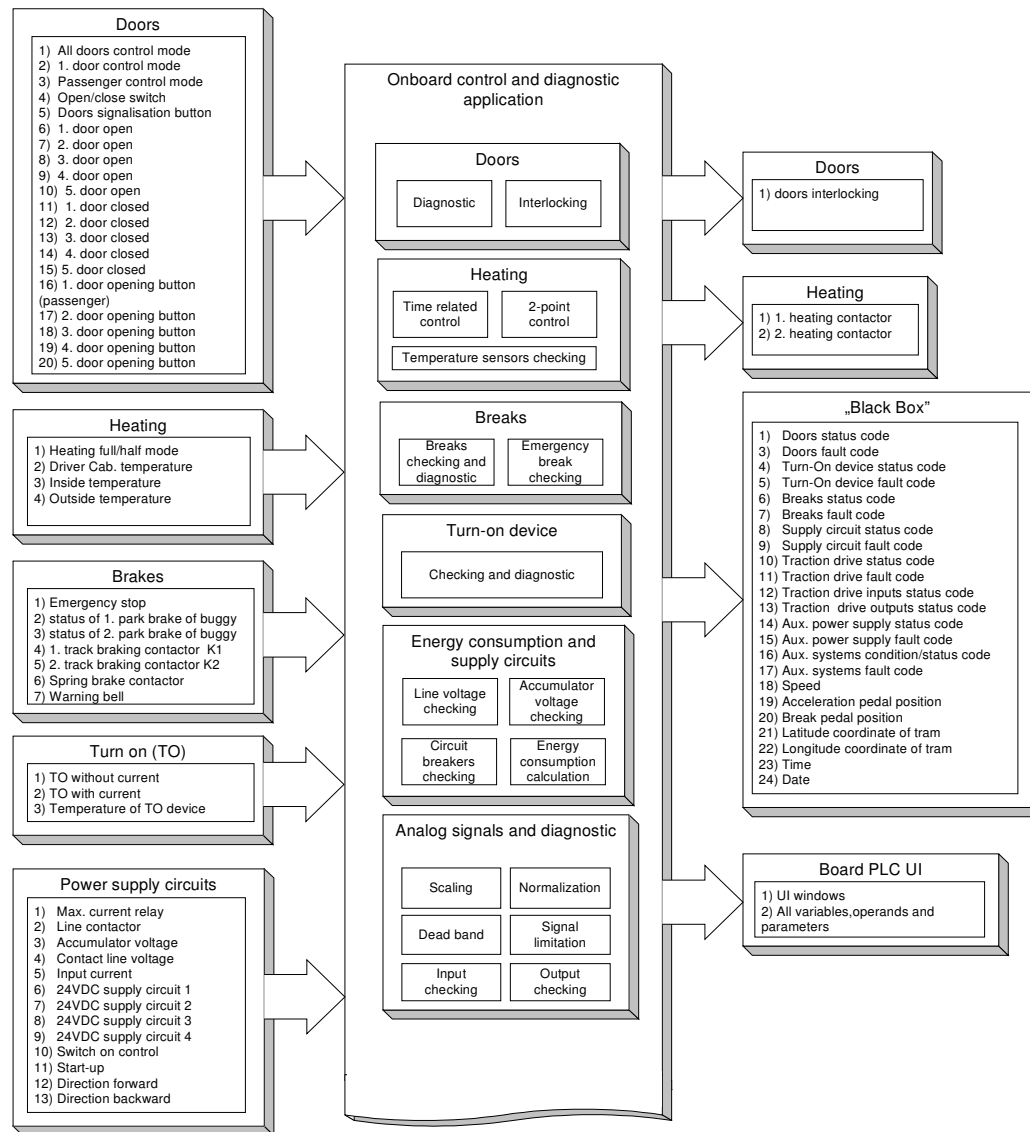 Doors
1) All doors control mode
2) 1. door control mode
3) Passenger control mode
4) Open/close switch
5) Doors signalisation button
6) 1. door open
7) 2. door open
8) 3. door open
9) 4. door open
10) 5. door open
11) 1. door closed
12) 2. door closed
13) 3. door closed
14) 4. door closed
15) 5. door closed
16) 1. door opening button
(passenger)
17) 2. door opening button
18) 3. door opening button
19) 4. door opening button
20) 5. door opening button
Heating
1) Heating full/half mode
2) Driver Cab. temperature
3) Inside temperature
4) Outside temperature
Brakes
1) Emergency stop
2) status of 1. park brake of buggy
3) status of 2. park brake of buggy
4) 1. track braking contactor K1
5) 2. track braking contactor K2
6) Spring brake contactor
7) Warning bell
Turn on (TO)
1) TO without current
2) TO with current
3) Temperature of TO device
Power supply circuits
1) Max. current relay
2) Line contactor
3) Accumulator voltage
4) Contact line voltage
5) Input current
6) 24VDC supply circuit 1
7) 24VDC supply circuit 2
8) 24VDC supply circuit 3
9) 24VDC supply circuit 4
10) Switch on control
11) Start-up
12) Direction forward
13) Direction backward
Onboard control and diagnostic
application
Doors
Diagnostic
Interlocking
Heating
Time related
control
2-point
control
Temperature sensors checking
Breaks
Breaks
checking and
diagnostic
Emergency
break
checking
Turn-on device
Checking and diagnostic
Energy consumption and
supply circuits
Line voltage
checking
Accumulator
voltage
checking
Circuit
breakers
checking
Energy
consumption
calculation
Analog signals and diagnostic
Scaling
Normalization
Dead band
Signal
limitation
Input
checking
Output
checking
Doors
1) doors interlocking
Heating
1) 1. heating contactor
2) 2. heating contactor
„Black Box”
1) Doors status code
3) Doors fault code
4) Turn-On device status code
5) Turn-On device fault code
6) Breaks status code
7) Breaks fault code
8) Supply circuit status code
9) Supply circuit fault code
10) Traction drive status code
11) Traction drive fault code
12) Traction drive inputs status code
13) Traction drive outputs status code
14) Aux. power supply status code
15) Aux. power supply fault code
16) Aux. systems condition/status code
17) Aux. systems fault code
18) Speed
19) Acceleration pedal position
20) Break pedal position
21) Latitude coordinate of tram
22) Longitude coordinate of tram
23) Time
24) Date
Board PLC UI
1) UI windows
2) All variables,operands and
parameters